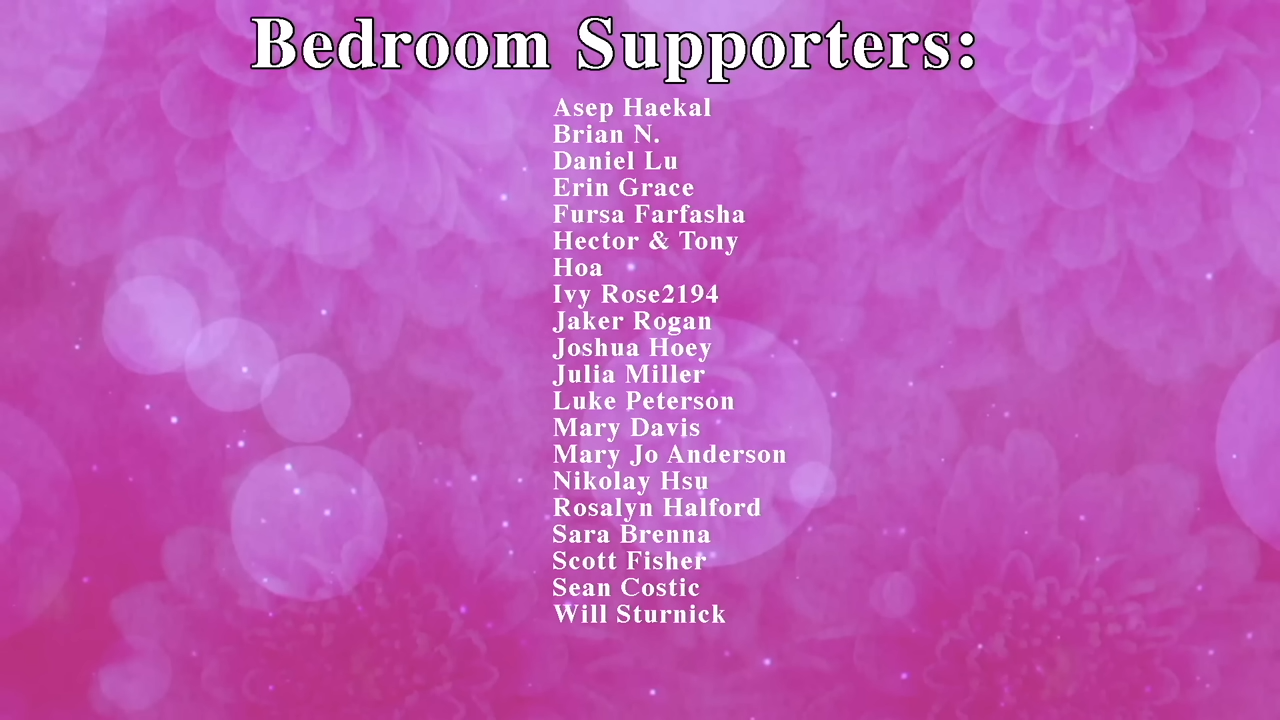 Bedroom Supporters:
Asep Haekal
Brian N.
Daniel Lu
Erin Grace
Fursa Farfasha
Hector & Tony
Hoa
Ivy Rose2194
Jaker Rogan
Joshua Hoey
Julia Miller
Luke Peterson
Mary Davis
Mary Jo Anderson
Nikolay Hsu
Rosalyn Halford
Sara Brenna
Scott Fisher
Sean Costic
Will Sturnick